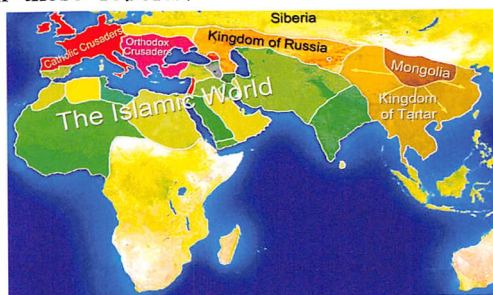 Siberia
Catholic Crusaders
Orthodox
Crusaders
Kingdom of Russia
Mongolia
The Islamic World
Kingdom
of Tartar